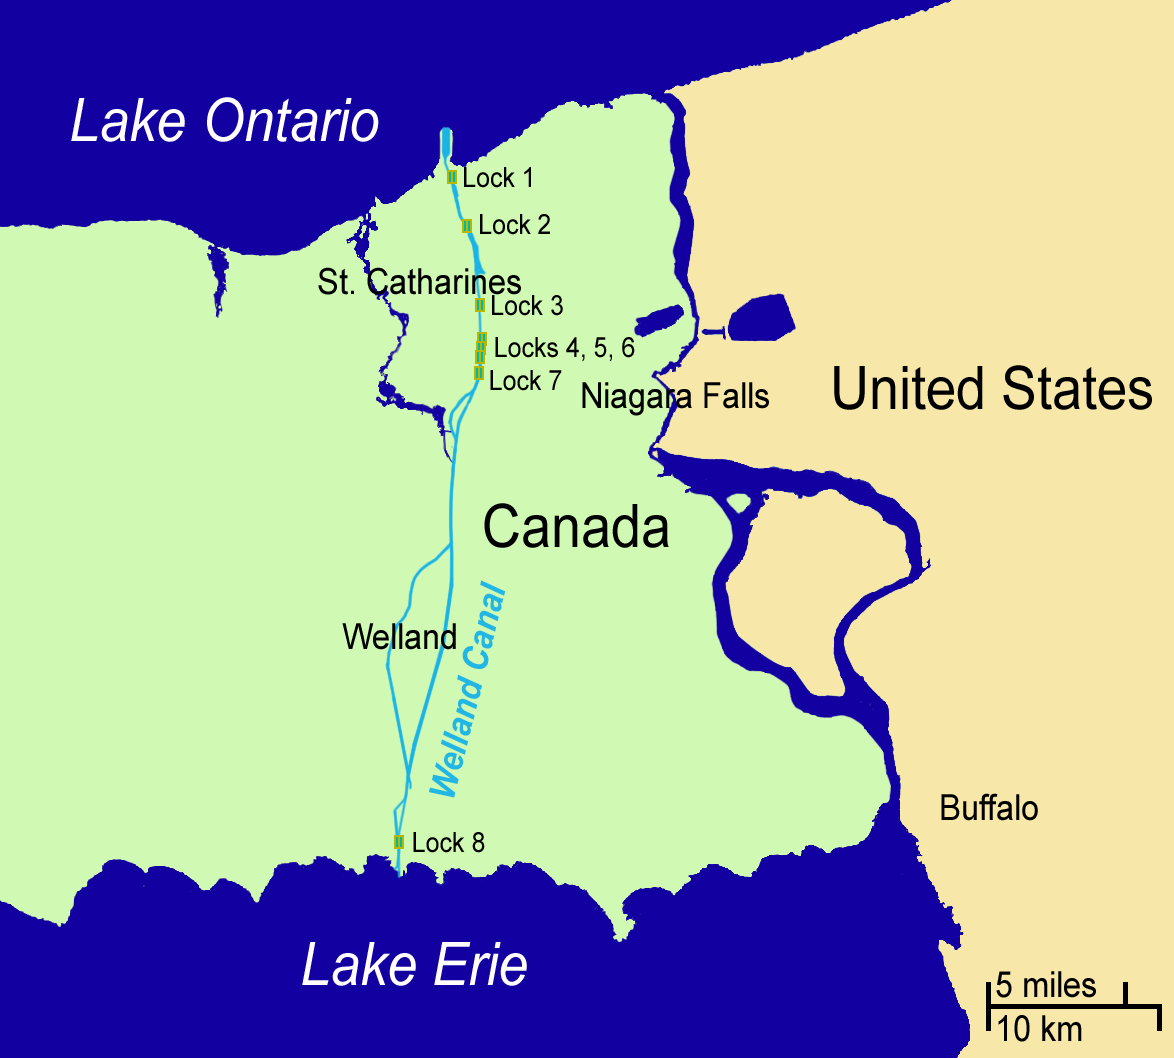 Lake Ontario
Lock 1
Lock 2
St. Catharines
Lock 3
Locks 4, 5, 6
Lock 7
Niagara Falls
United States
Canada
Welland
Welland Canal
Buffalo
Lock 8
Lake Erie
5 miles
10 km